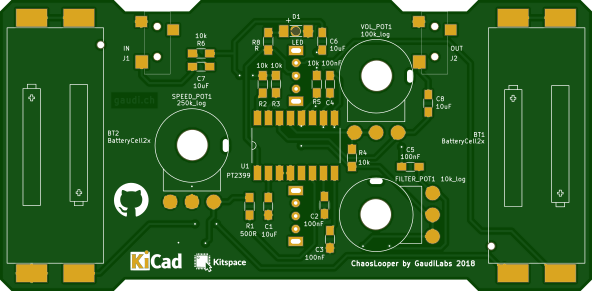 D1
+
LED
R8
R
C6
10uF
VOL_POT1
100k_log
IN
J1
10k
R6
C7
10uF
OUT
J2
10k 10k
R2 R3
10k 100nF
R5 C4
gaudi.ch
SPEED_POT1
250k_log
C8
10uF
BT2
BatteryCell2x
BT1
BatteryCell2x
U1
PT2399
R4
10k
C5
100nF
FILTER_POT1 10k_log
R1
500R
C1
10uF
C2
100nF
C3
100nF
KiCad
Kitspace
ChaosLooper by GaudiLabs 2018